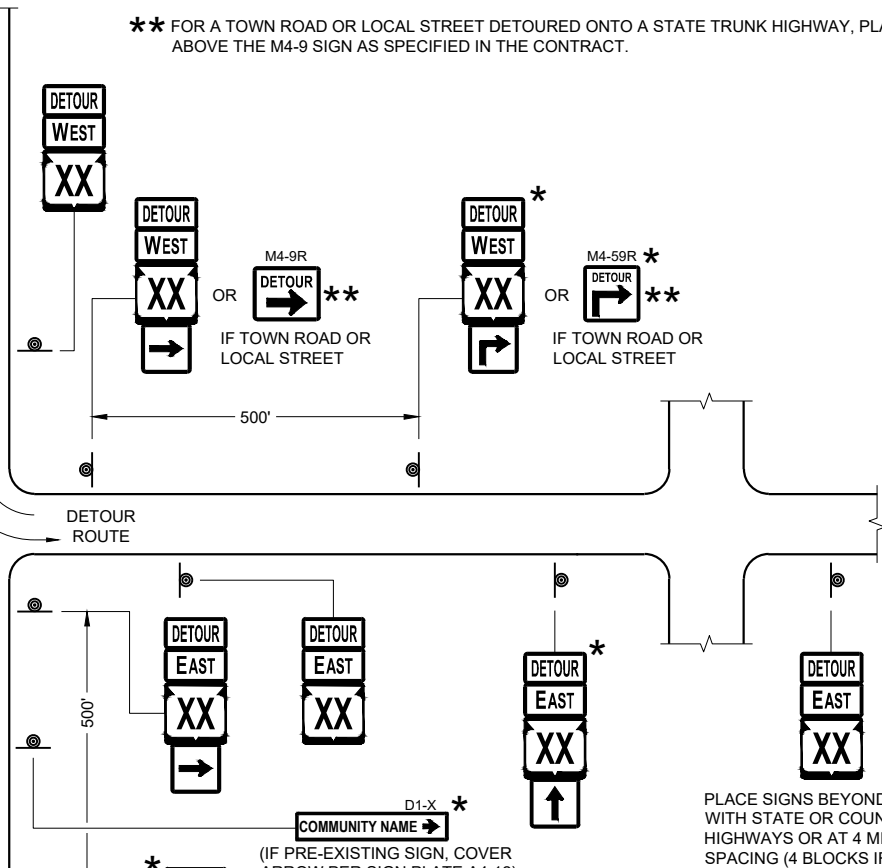 ** FOR A TOWN ROAD OR LOCAL STREET DETOURED ONTO A STATE TRUNK HIGHWAY,
ABOVE THE M4-9 SIGN AS SPECIFIED IN THE CONTRACT.
DETOUR
WEST
XX
DETOUR
WEST
XX
OR
M4-9R
DETOUR
**
IF TOWN ROAD OR
LOCAL STREET
DETOUR
*
WEST
XX
OR
M4-59R *
DETOUR
**
IF TOWN ROAD OR
LOCAL STREET
500'
DETOUR
ROUTE
500'
DETOUR
EAST
XX
DETOUR
EAST
XX
DETOUR
*
EAST
XX
DETOUR
EAST
XX
D1-X *
COMMUNITY NAME
(IF PRE-EXISTING SIGN, COVER
*
PLACE SIGNS BEYOND
WITH STATE OR
HIGHWAYS OR AT 4
SPACING (4 BLOCKS